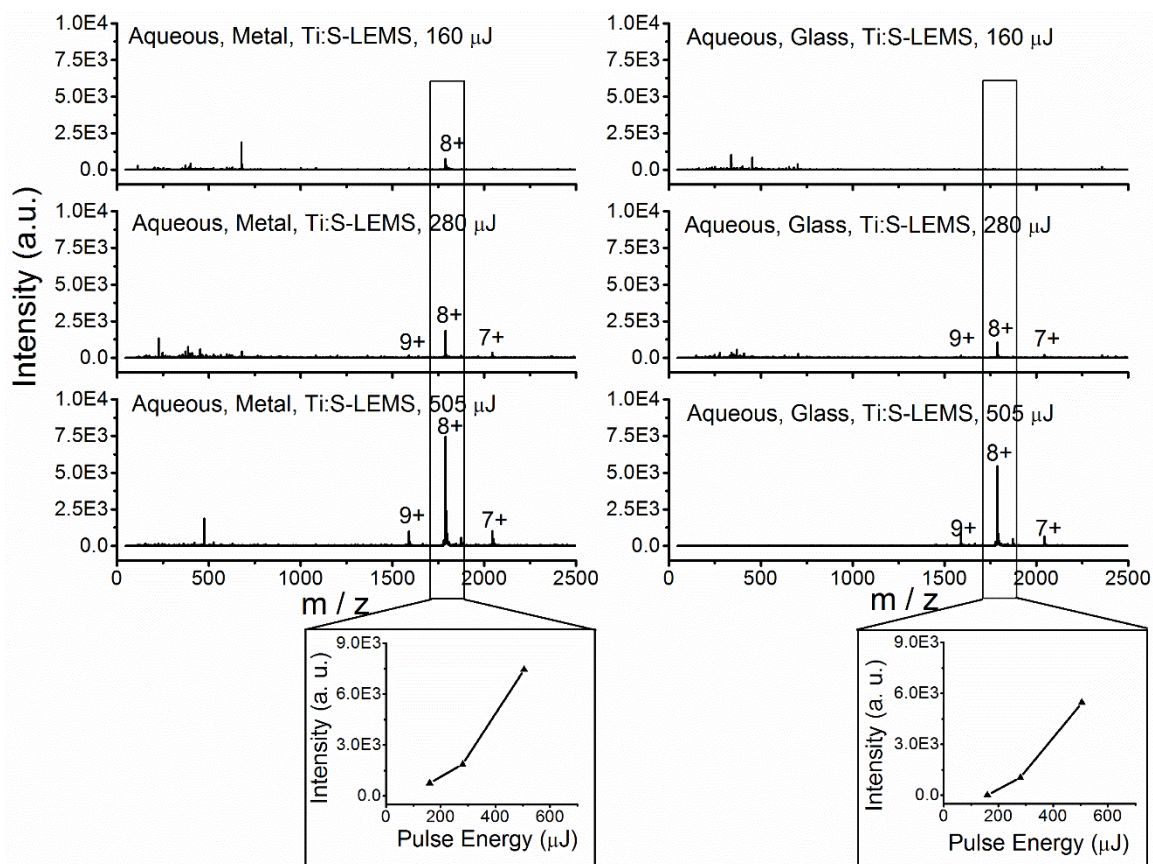 Intensity (a.u.)
Aqueous, Metal, Ti:S-LEMS, 160 μJ
1.0E4
7.5E3
5.0E3
2.5E3
0.0
8+
Aqueous, Glass, Ti:S-LEMS, 160 μJ
1.0E4
7.5E3
5.0E3
2.5E3
0.0
Aqueous, Metal, Ti:S-LEMS, 280 μJ
1.0E4
7.5E3
5.0E3
2.5E3
0.0
9+ 8+ 7+
Aqueous, Glass, Ti:S-LEMS, 280 μJ
1.0E4
7.5E3
5.0E3
2.5E3
0.0
9+ 8+ 7+
Aqueous, Metal, Ti:S-LEMS, 505 μJ
1.0E4
7.5E3
5.0E3
2.5E3
0.0
9+ 8+ 7+
0 500 1000 1500 2000 2500
m / z
Aqueous, Glass, Ti:S-LEMS, 505 μJ
1.0E4
7.5E3
5.0E3
2.5E3
0.0
9+ 8+ 7+
0 500 1000 1500 2000 2500
m / z
Intensity (a. u.)
9.0E3
6.0E3
3.0E3
0.0
0 200 400 600
Pulse Energy (μJ)
Intensity (a. u.)
9.0E3
6.0E3
3.0E3
0.0
0 200 400 600
Pulse Energy (μJ)